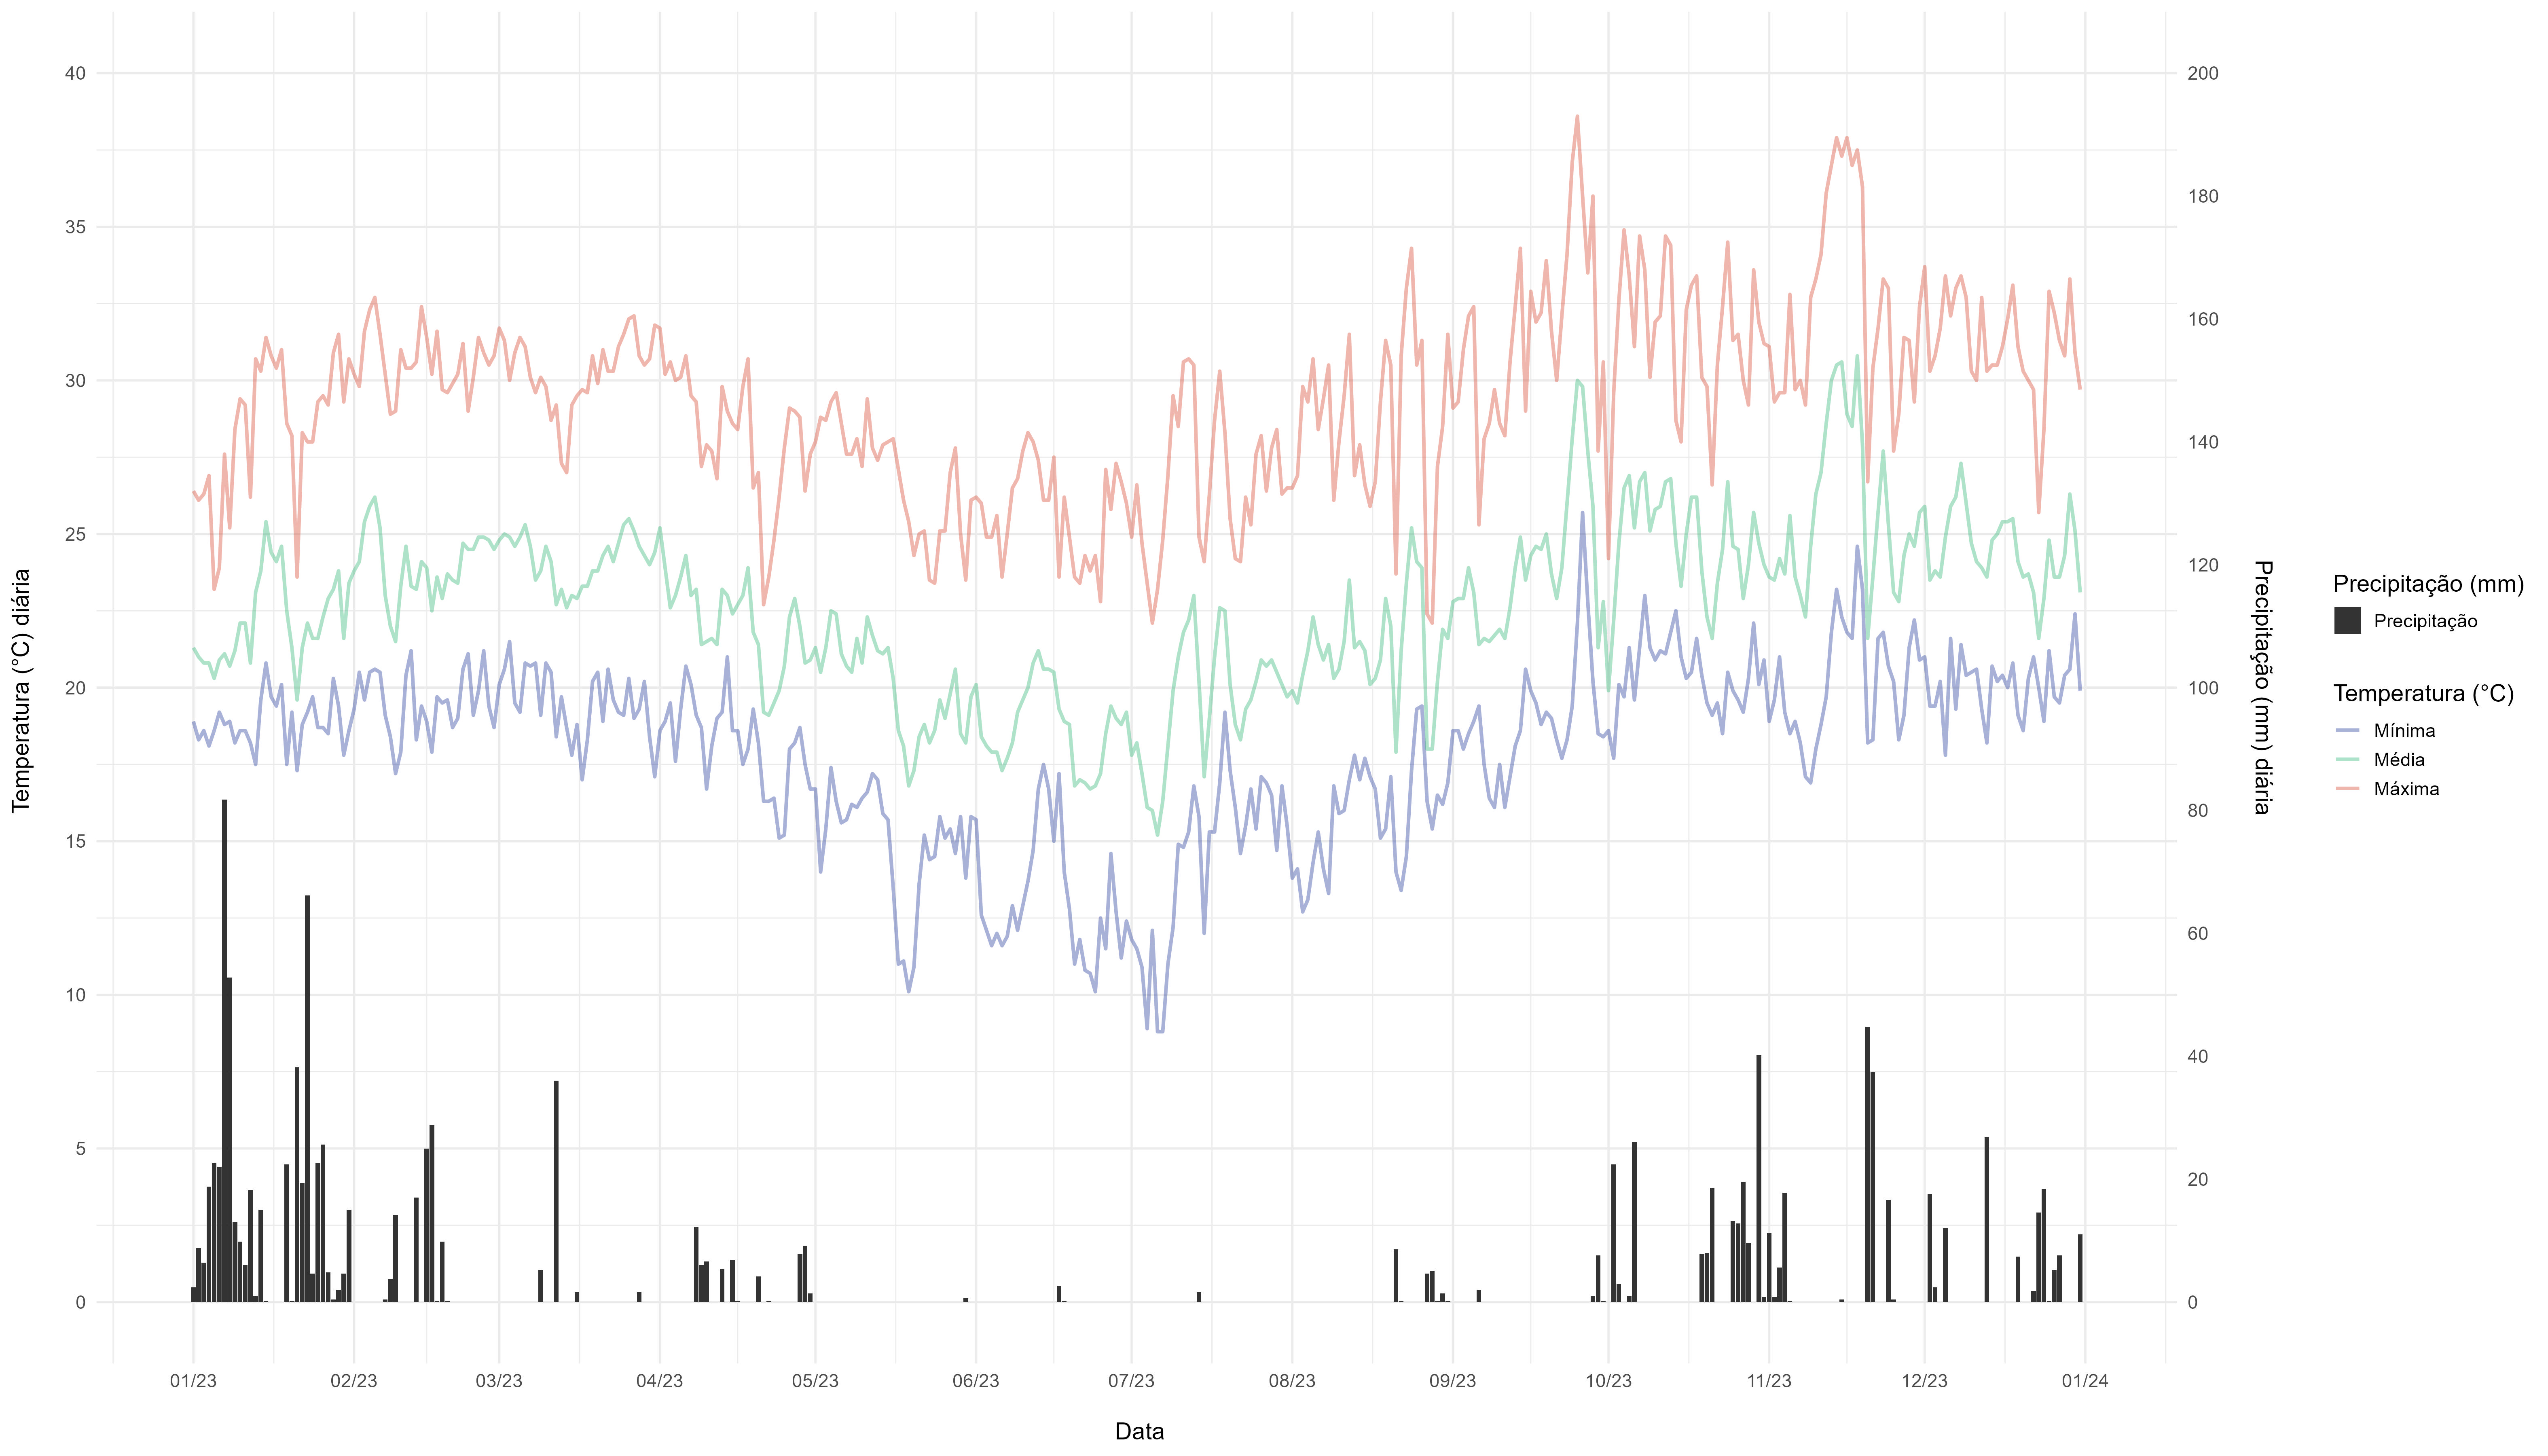 40
35
30
25
20
15
10
5
0
Temperatura (°C) diária
200
180
160
140
120
100
80
60
40
20
0
Precipitação (mm) diária
01/23 02/23 03/23 04/23 05/23 06/23 07/23 08/23 09/23 10/23 11/23 12/23 01/24
Data
Precipitação (mm)
Precipitação
Temperatura (°C)
Mínima
Média
Máxima